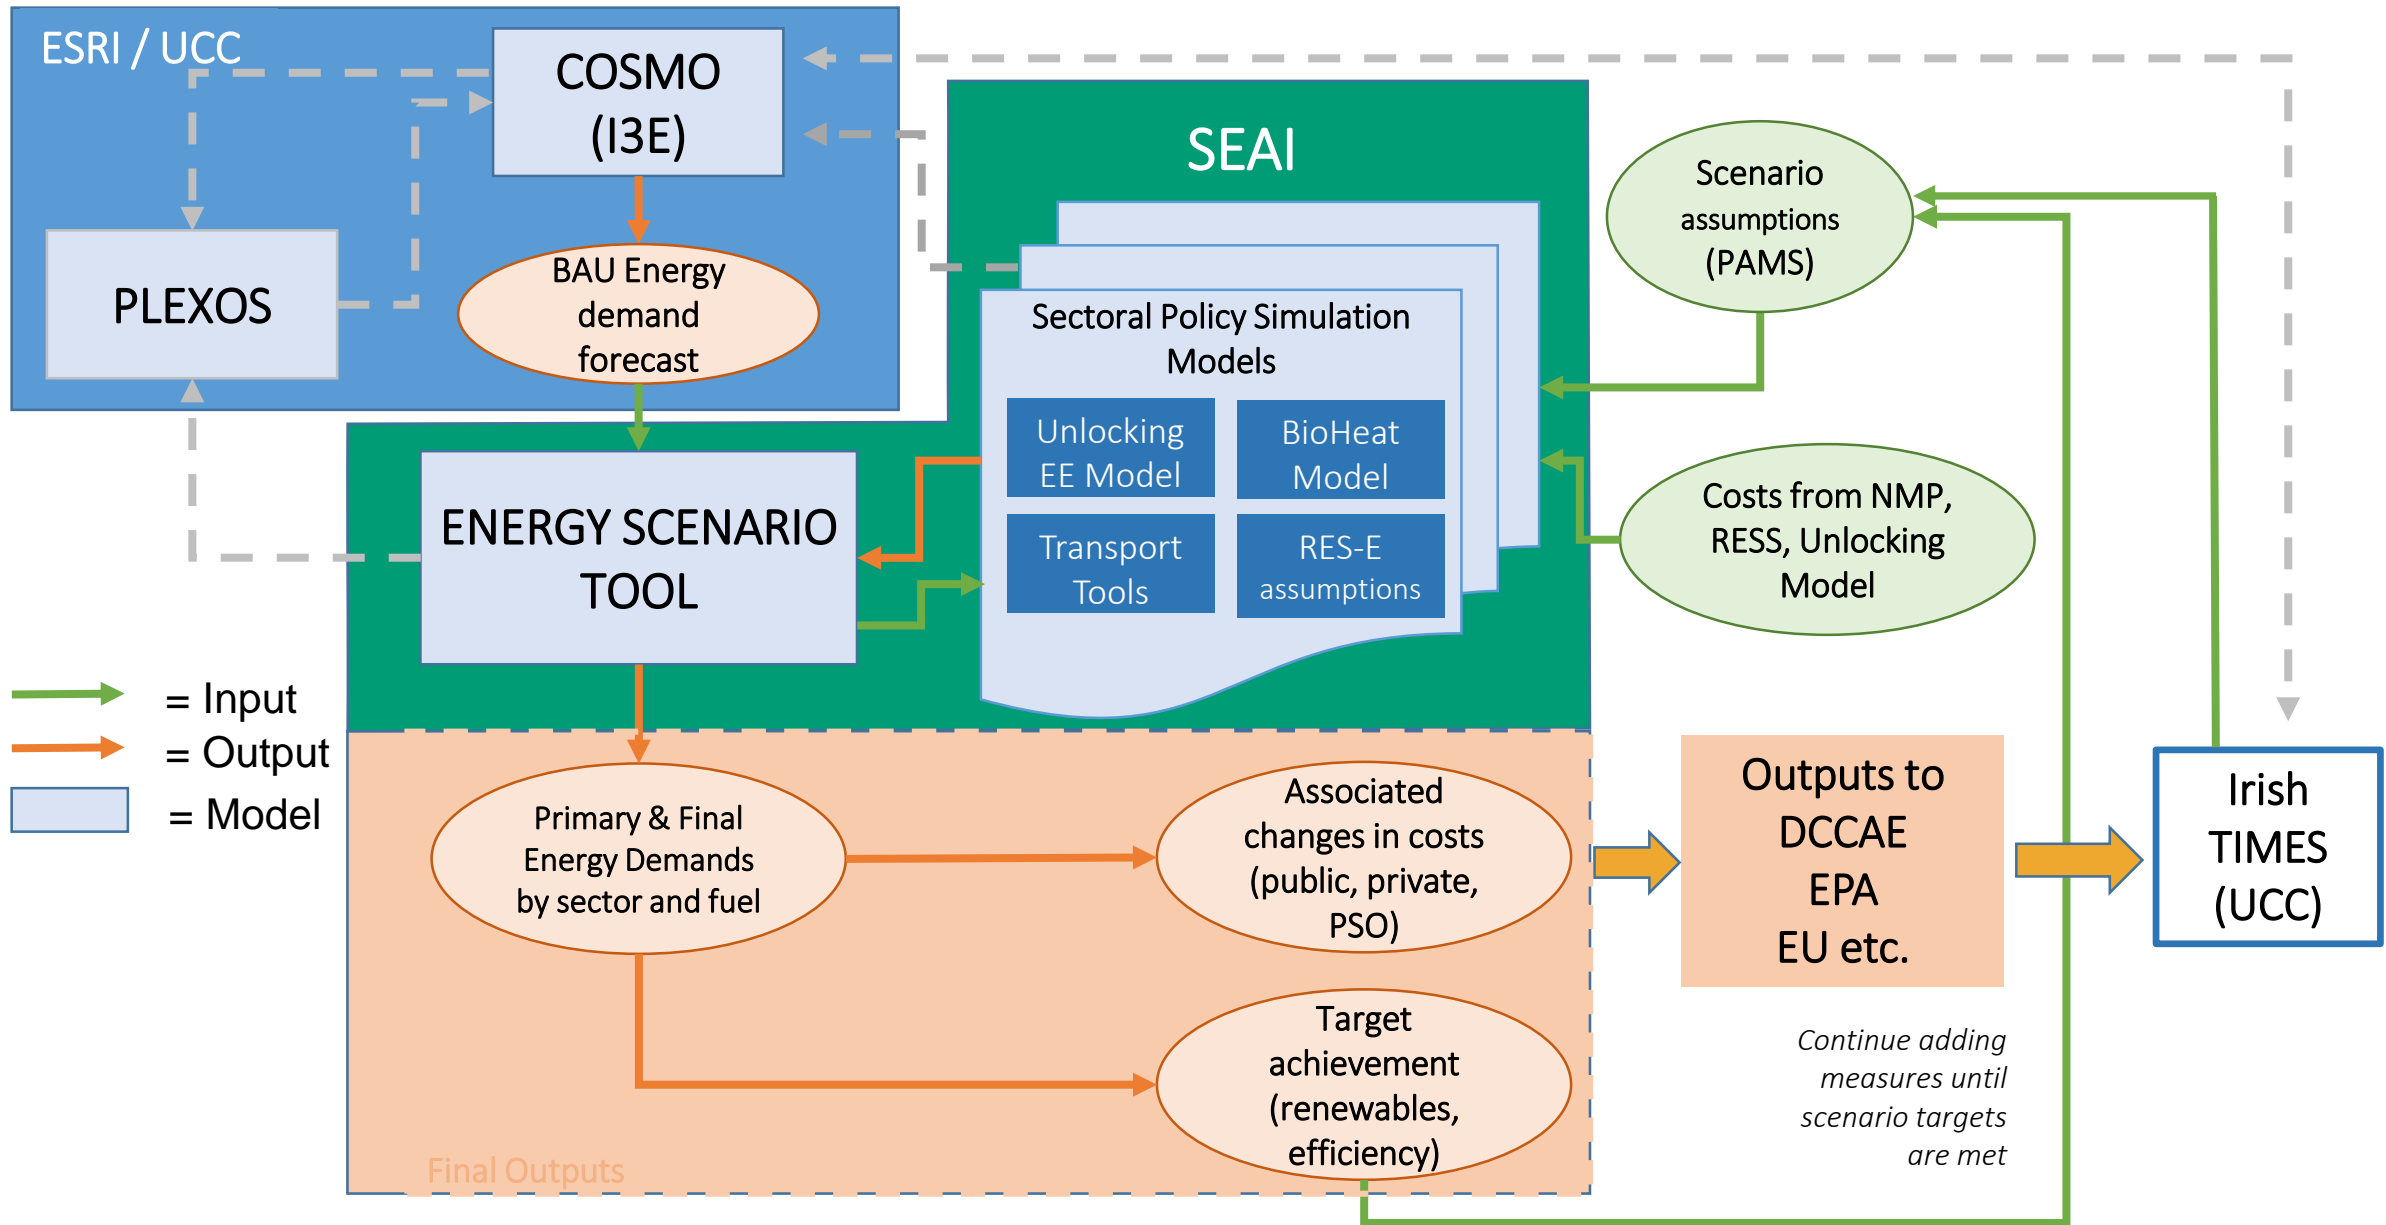 ESRI / UCC
COSMO
(I3E)
PLEXOS
BAU Energy
demand
forecast
SEAI
Sectoral Policy Simulation
Models
Unlocking
EE Model
BioHeat
Model
Transport
Tools
RES-E
assumptions
Scenario
assumptions
(PAMS)
Costs from NMP,
RESS, Unlocking
Model
ENERGY SCENARIO
TOOL
= Input
= Output
= Model
Primary & Final
Energy Demands
by sector and fuel
Associated
changes in costs
(public, private,
PSO)
Target
achievement
(renewables,
efficiency)
Final Outputs
Outputs to
DCCAE
EPA
EU etc.
Irish
TIMES
(UCC)
Continue adding
measures until
scenario targets
are met